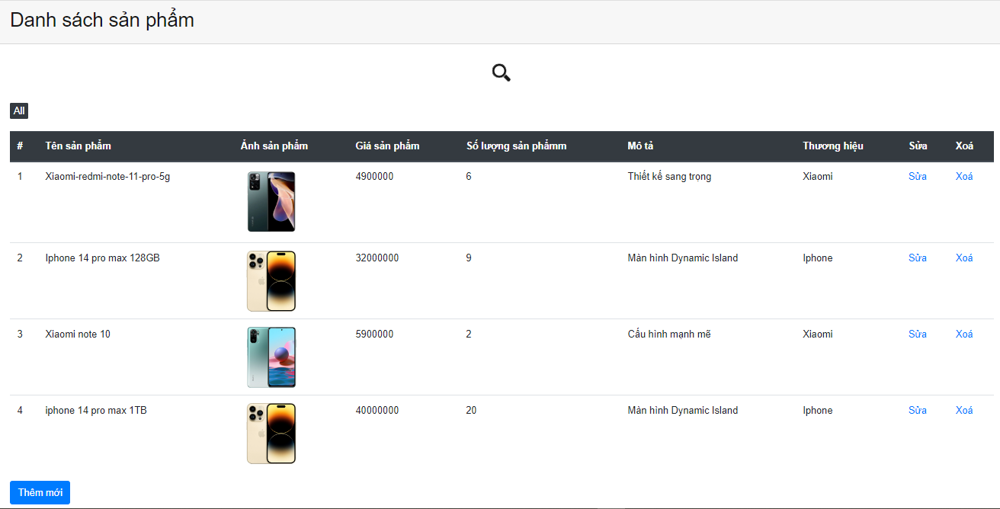 Danh sách sản phẩm
All
# Tên sản phẩm Ảnh sản phẩm Giá sản phẩm Số lượng sản phẩmm Mô tả Thương hiệu Sửa Xoá
1 Xiaomi-redmi-note-11-pro-5g 4900000 6 Thiết kế sang trọng Xiaomi Sửa Xoá
2 Iphone 14 pro max 128GB 32000000 9 Màn hình Dynamic Island Iphone Sửa Xoá
3 Xiaomi note 10 5900000 2 Cấu hình mạnh mẽ Xiaomi Sửa Xoá
4 iphone 14 pro max 1TB 40000000 20 Màn hình Dynamic Island Iphone Sửa Xoá
Thêm mới